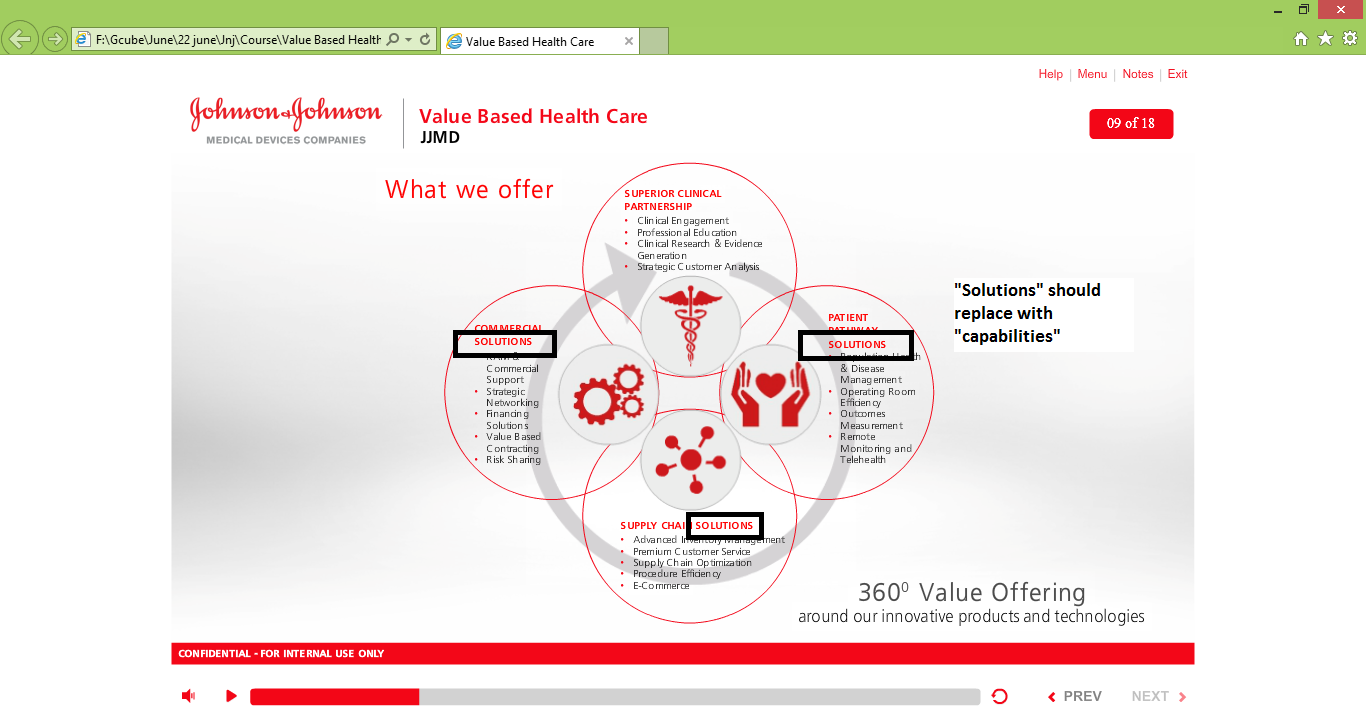 F:\Gcube\June\22 june\Jnj\Course\Value Based Health
Value Based Health Care
Help | Menu | Notes | Exit
Johnson & Johnson
MEDICAL DEVICES COMPANIES
Value Based Health Care
JJMD
09 of 18
What we offer
SUPERIOR CLINICAL
PARTNERSHIP
• Clinical Engagement
• Professional Education
• Clinical Research & Evidence
Generation
• Strategic Customer Analysis
COMMERCIAL
SOLUTIONS
• KAM &
Commercial
Support
• Strategic
Networking
• Financing
Solutions
• Value Based
Contracting
• Risk Sharing
PATIENT
PATHWAY
SOLUTIONS
• Population Health
& Disease
Management
• Operating Room
Efficiency
• Outcomes
Measurement
• Remote
Monitoring and
Telehealth
"Solutions" should
replace with
"capabilities"
SUPPLY CHAIN SOLUTIONS
• Advanced Inventory Management
• Premium Customer Service
• Supply Chain Optimization
• Procedure Efficiency
• E-Commerce
360⁰ Value Offering
around our innovative products and technologies
CONFIDENTIAL - FOR INTERNAL USE ONLY
PREV
NEXT